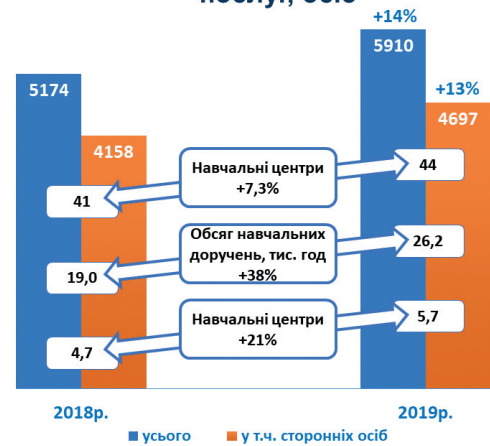 послуг, осіб
+14%
5910
5174
+13%
4697
4158
Навчальні центри
+7,3%
44
41
Обсяг навчальних
доручень, тис. год
+38%
26,2
19,0
Навчальні центри
+21%
5,7
4,7
2018р.
2019р.
усього
у т.ч. сторонніх осіб